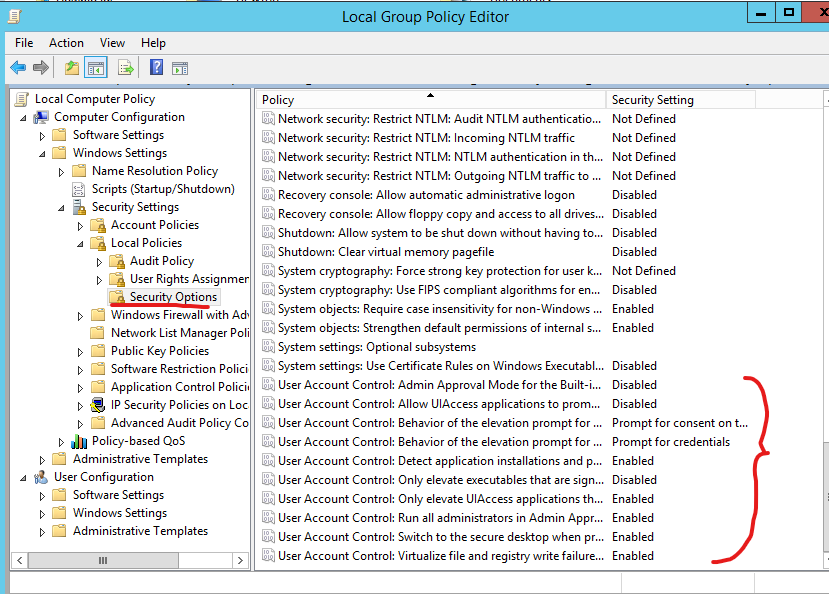 Local Group Policy Editor
File Action View Help
Local Computer Policy
Computer Configuration
Software Settings
Windows Settings
Name Resolution Policy
Scripts (Startup/Shutdown)
Security Settings
Account Policies
Local Policies
Audit Policy
User Rights Assignmen
Security Options
Windows Firewall with Adv
Network List Manager Poli
Public Key Policies
Software Restriction Polici
Application Control Polici
IP Security Policies on Loc
Advanced Audit Policy Co
Policy-based QoS
Administrative Templates
User Configuration
Software Settings
Windows Settings
Administrative Templates
Policy Security Setting
Network security: Restrict NTLM: Audit NTLM authenticatio... Not Defined
Network security: Restrict NTLM: Incoming NTLM traffic Not Defined
Network security: Restrict NTLM: NTLM authentication in th... Not Defined
Network security: Restrict NTLM: Outgoing NTLM traffic to ... Not Defined
Recovery console: Allow automatic administrative logon Disabled
Recovery console: Allow floppy copy and access to all drives... Disabled
Shutdown: Allow system to be shut down without having to... Disabled
Shutdown: Clear virtual memory pagefile Disabled
System cryptography: Force strong key protection for user k... Not Defined
System cryptography: Use FIPS compliant algorithms for en... Disabled
System objects: Require case insensitivity for non-Windows ... Enabled
System objects: Strengthen default permissions of internal s... Enabled
System settings: Optional subsystems
System settings: Use Certificate Rules on Windows Executabl... Disabled
User Account Control: Admin Approval Mode for the Built-i... Disabled
User Account Control: Allow UIAccess applications to prom... Disabled
User Account Control: Behavior of the elevation prompt for ... Prompt for consent on t...
User Account Control: Behavior of the elevation prompt for ... Prompt for credentials
User Account Control: Detect application installations and p... Enabled
User Account Control: Only elevate executables that are sign... Disabled
User Account Control: Only elevate UIAccess applications th... Enabled
User Account Control: Run all administrators in Admin Appr... Enabled
User Account Control: Switch to the secure desktop when pr... Enabled
User Account Control: Virtualize file and registry write failure... Enabled